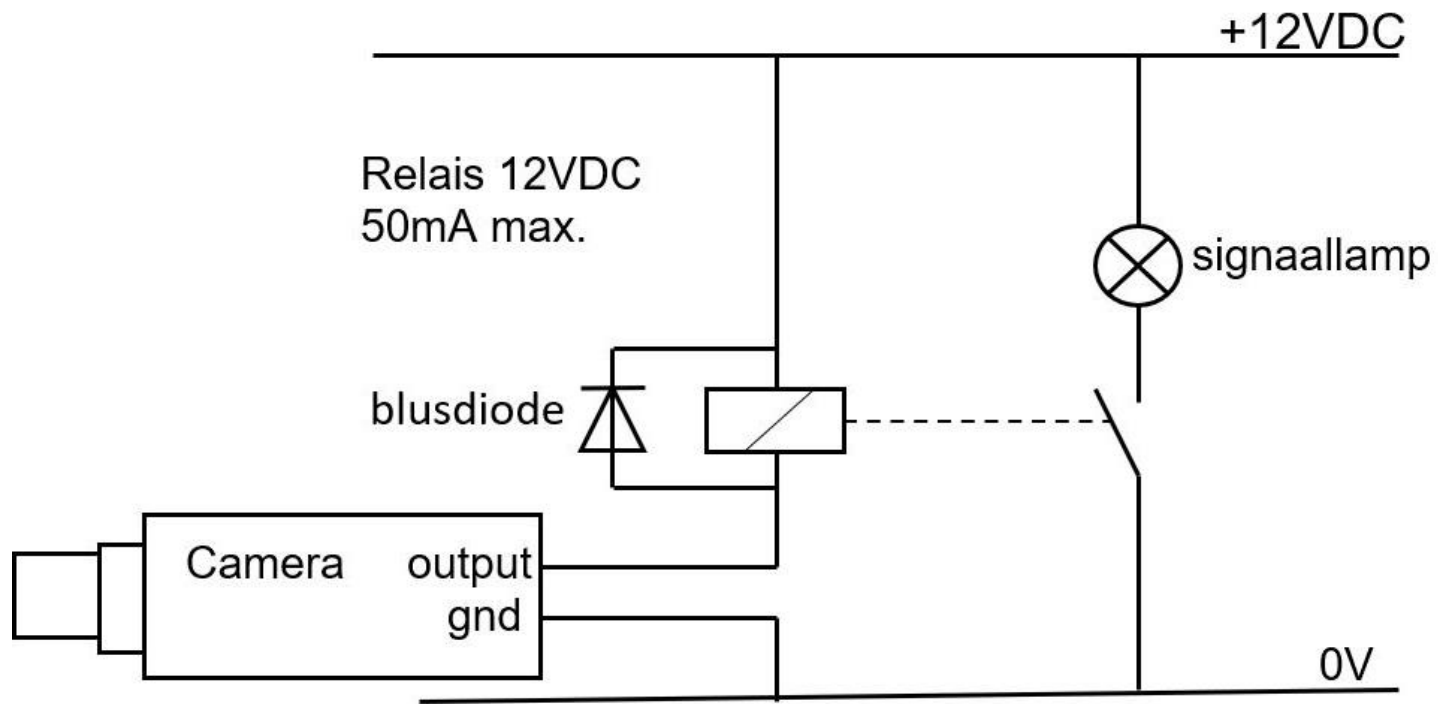 +12VDC
Relais 12VDC
50mA max.
signaallamp
blusdiode
Camera output
gnd
0V